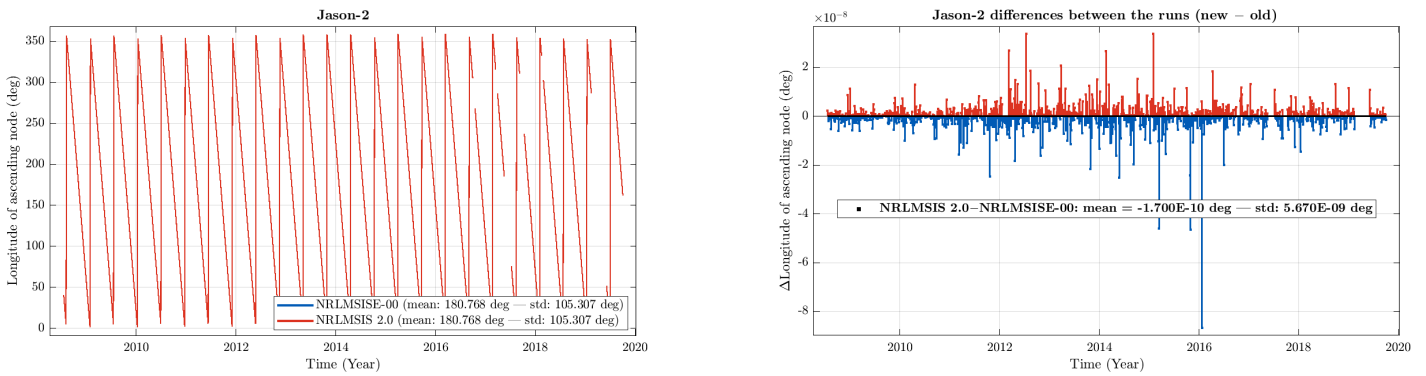 Jason-2
Longitude of ascending node (deg)
350
300
250
200
150
100
50
0
NRLMSISE-00 (mean: 180.768 deg — std: 105.307 deg)
NRLMSIS 2.0 (mean: 180.768 deg — std: 105.307 deg)
2010 2012 2014 2016 2018 2020
Time (Year)
×10⁻⁸
Jason-2 differences between the runs (new − old)
ΔLongitude of ascending node (deg)
2
0
-2
-4
-6
-8
NRLMSIS 2.0−NRLMSISE-00: mean = -1.700E-10 deg — std: 5.670E-09 deg
2010 2012 2014 2016 2018 2020
Time (Year)